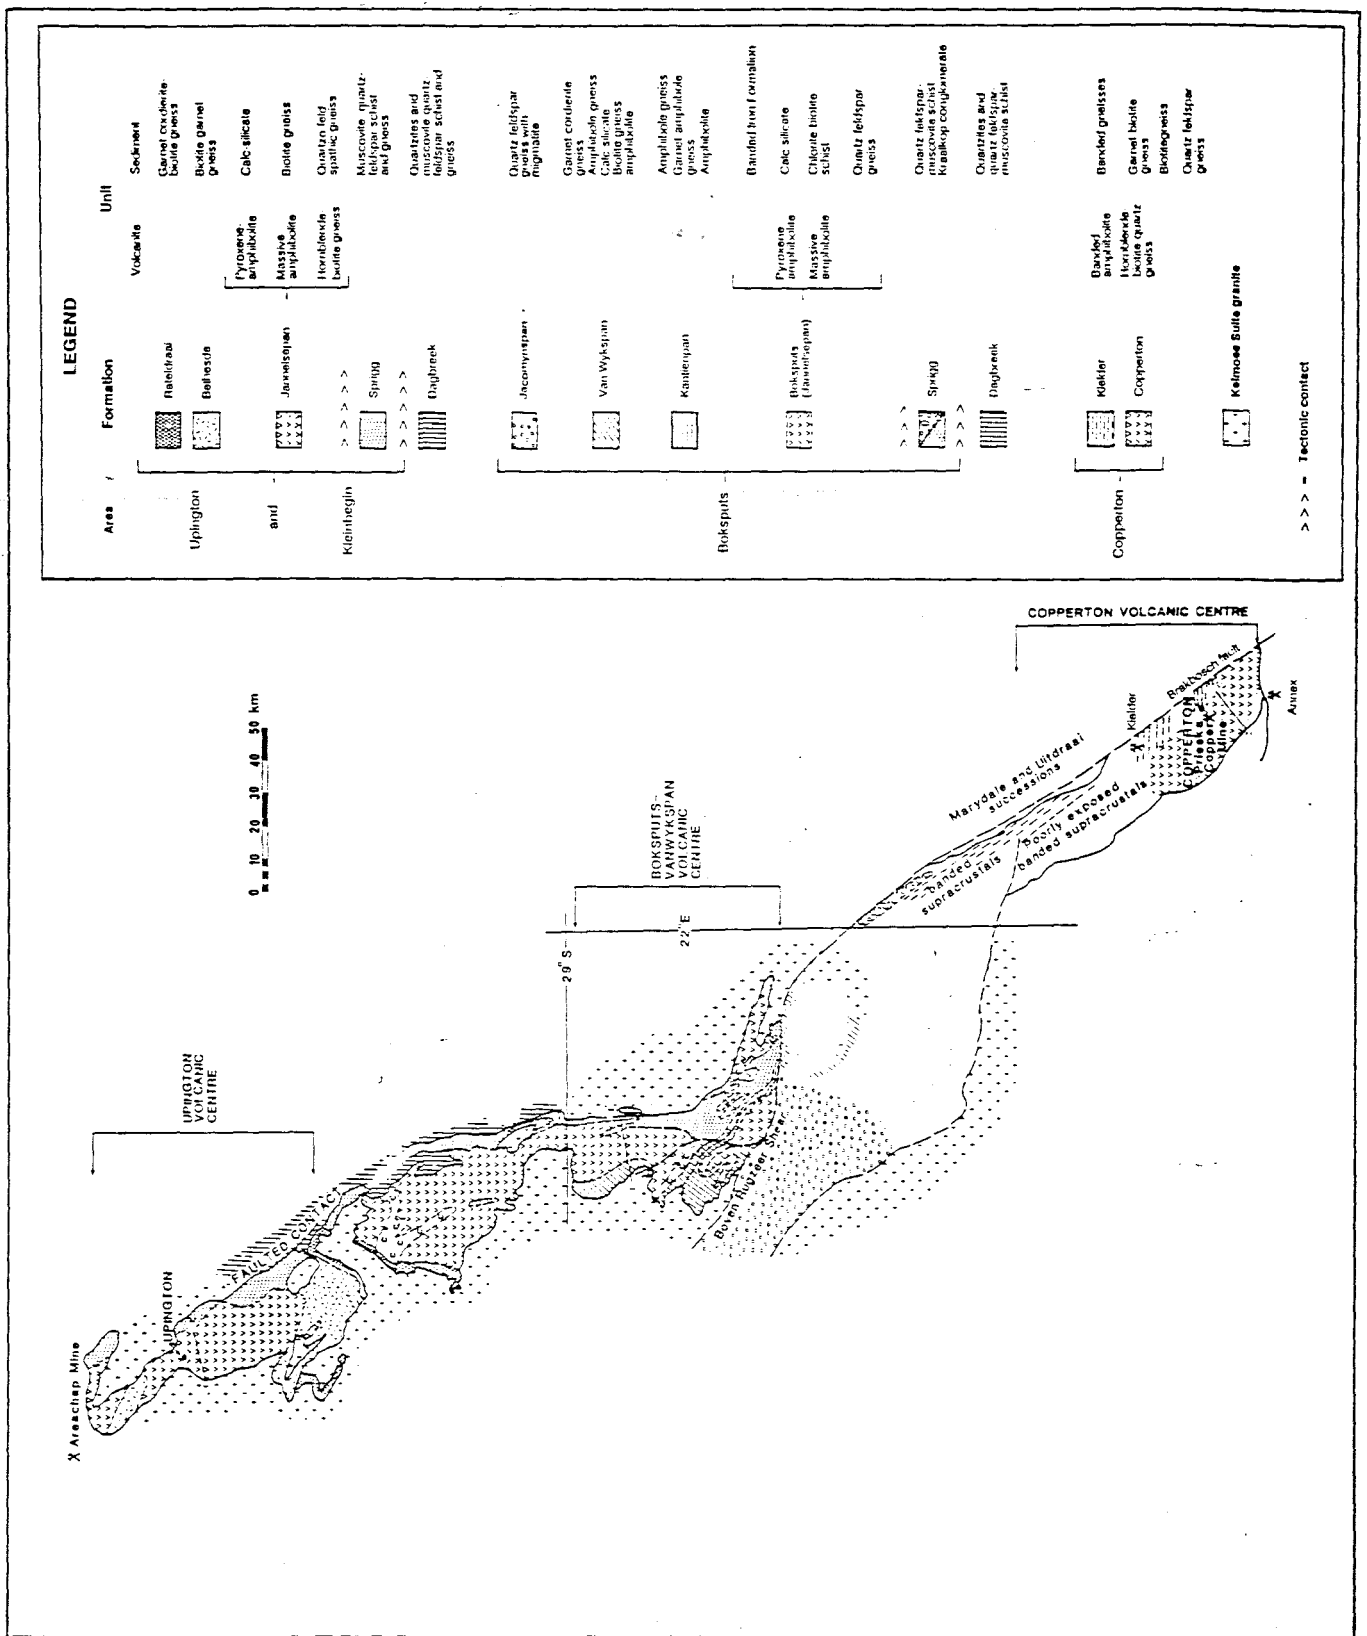 LEGEND
Area
Formation
Unit
Volcanite
Sediment
Upington
and
Kleinbegin
Rateldraai
Garnet cordierite-
biotite gneiss
Bethesda
Biotite garnet
gneiss
Jannelsepan
Pyroxene-
amphibolite
Massive
amphibolite
Hornblende
biotite gneiss
Calc-silicate
Biotite gneiss
Quartz feld
spathic gneiss
> > > >
Sprigg
Muscovite quartz-
feldspar schist
and gneiss
> > > >
Dagbreek
Quartzites and
muscovite quartz-
feldspar schist and
gneiss
Boksputs
Jacomynspan
Quartz feldspar
gneiss with
migmatite
Van Wykspan
Garnet cordierite
gneiss
Amphibole gneiss
Calc silicate
Biotite gneiss
amphibolite
Kantienpan
Amphibole gneiss
Garnet amphibole
gneiss
Amphibolite
Boksputs
(Jannelsepan)
Pyroxene
amphibolite
Massive
amphibolite
Banded Iron Formation
Calc silicate
Chlorite biotite
schist
Quartz feldspar
gneiss
> >
Sprigg
Quartz feldspar-
muscovite schist
Kraalkop conglomerate
> >
Dagbreek
Quartzites and
quartz feldspar-
muscovite schist
Copperton
Kielder
Copperton
Banded
amphibolite
Hornblende-
biotite quartz
gneiss
Banded gneisses
Garnet biotite
gneiss
Biotitegneiss
Quartz feldspar
gneiss
Keimoes Suite granite
> > > = Tectonic contact
0 10 20 30 40 50 km
COPPERTON VOLCANIC CENTRE
BOKSPUTS-
VANWYKSPAN
VOLCANIC
CENTRE
UPINGTON
VOLCANIC
CENTRE
X Areachap Mine
UPINGTON
FAULTED CONTACT
29° S
22° E
Boven Rugzeer Shear
Marydale and Uitdraai
successions
banded
supracrustals
Poorly exposed
banded supracrustals
Kielder
Brakbosch fault
COPPERTON
Prieska
Copper
Mine
Annex